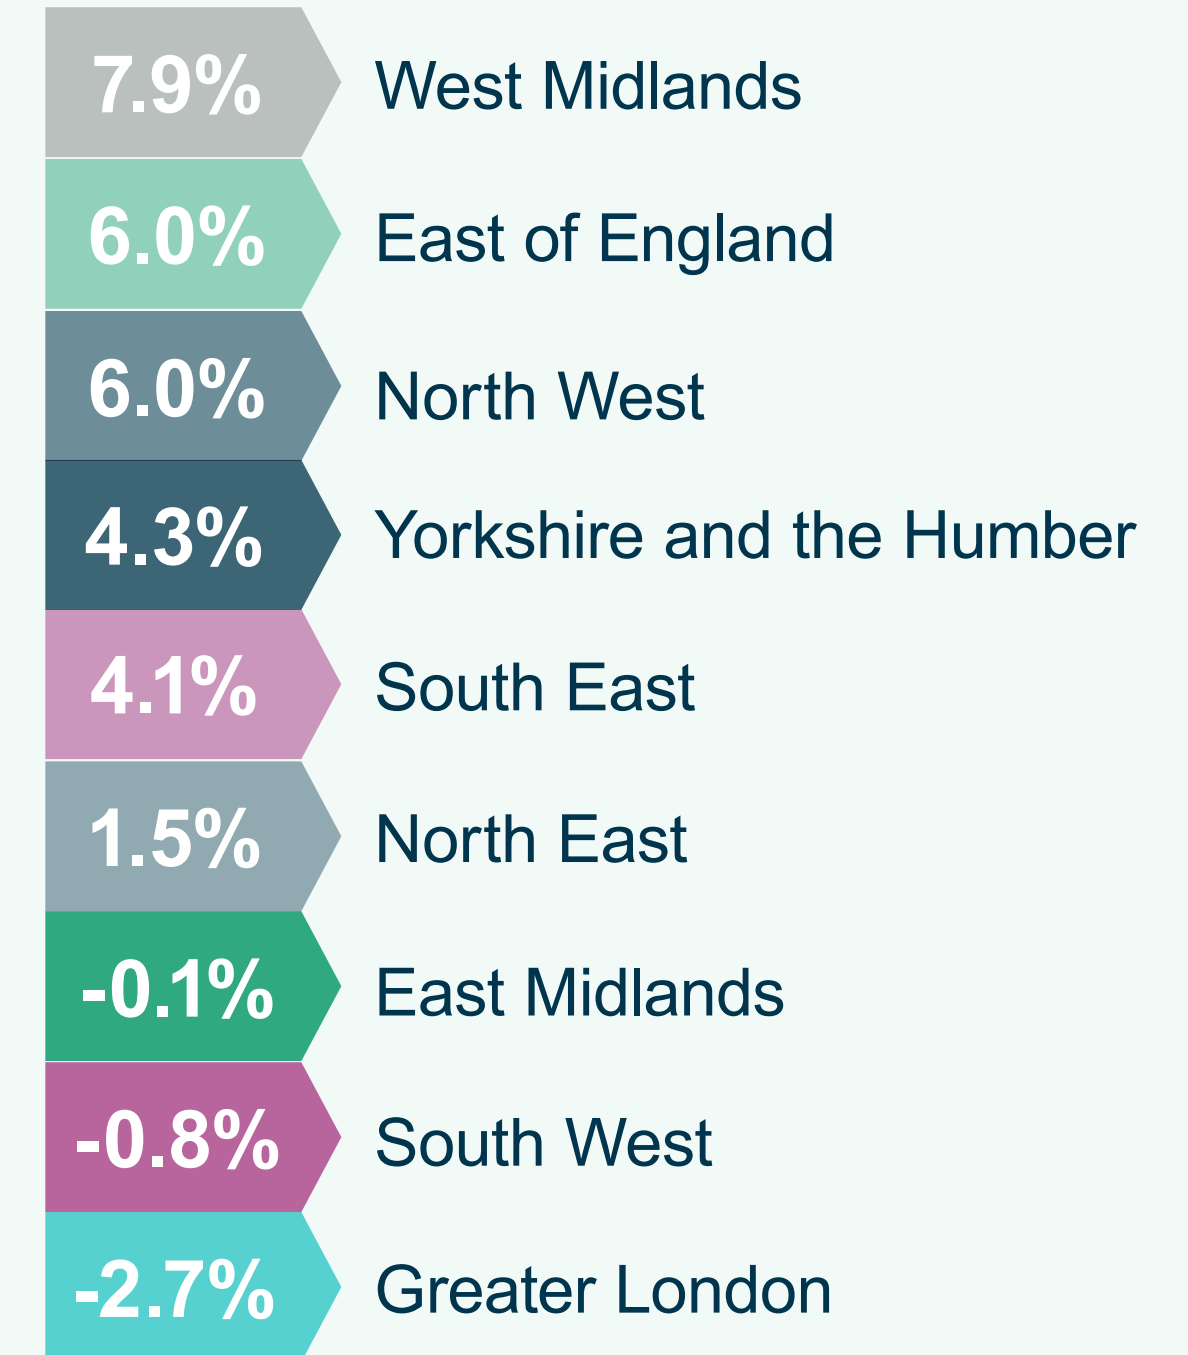 7.9% West Midlands
6.0% East of England
6.0% North West
4.3% Yorkshire and the Humber
4.1% South East
1.5% North East
-0.1% East Midlands
-0.8% South West
-2.7% Greater London